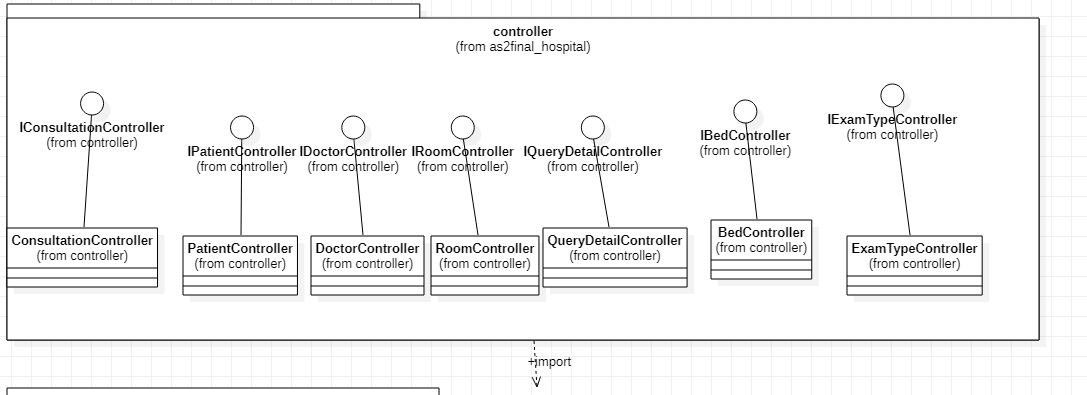 controller
(from as2final_hospital)
IConsultationController
(from controller)
IPatientController
(from controller)
IDoctorController
(from controller)
IRoomController
(from controller)
IQueryDetailController
(from controller)
IBedController
(from controller)
IExamTypeController
(from controller)
ConsultationController
(from controller)
PatientController
(from controller)
DoctorController
(from controller)
RoomController
(from controller)
QueryDetailController
(from controller)
BedController
(from controller)
ExamTypeController
(from controller)
+import